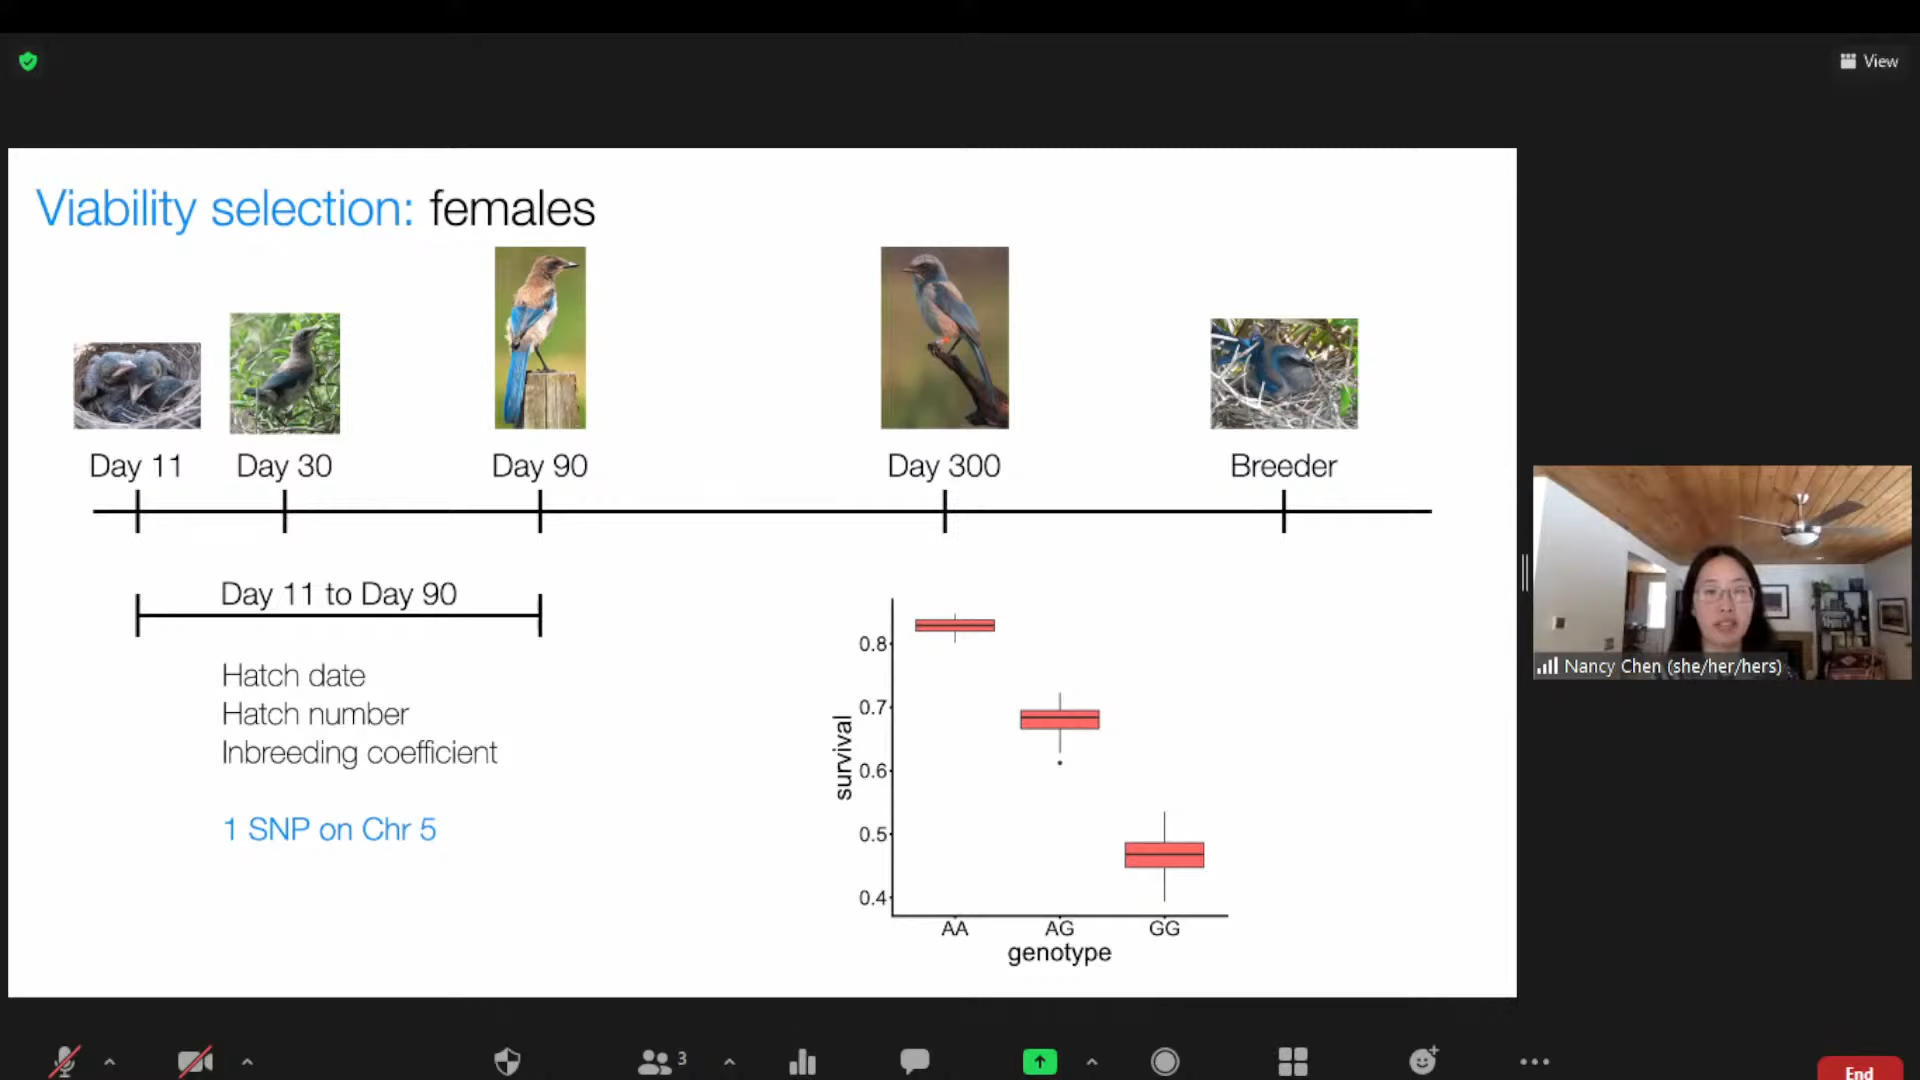 View
Viability selection: females
Day 11
Day 30
Day 90
Day 300
Breeder
Day 11 to Day 90
Hatch date
Hatch number
Inbreeding coefficient
1 SNP on Chr 5
survival
0.8
0.7
0.6
0.5
0.4
AA
AG
GG
genotype
Nancy Chen (she/her/hers)
3
End